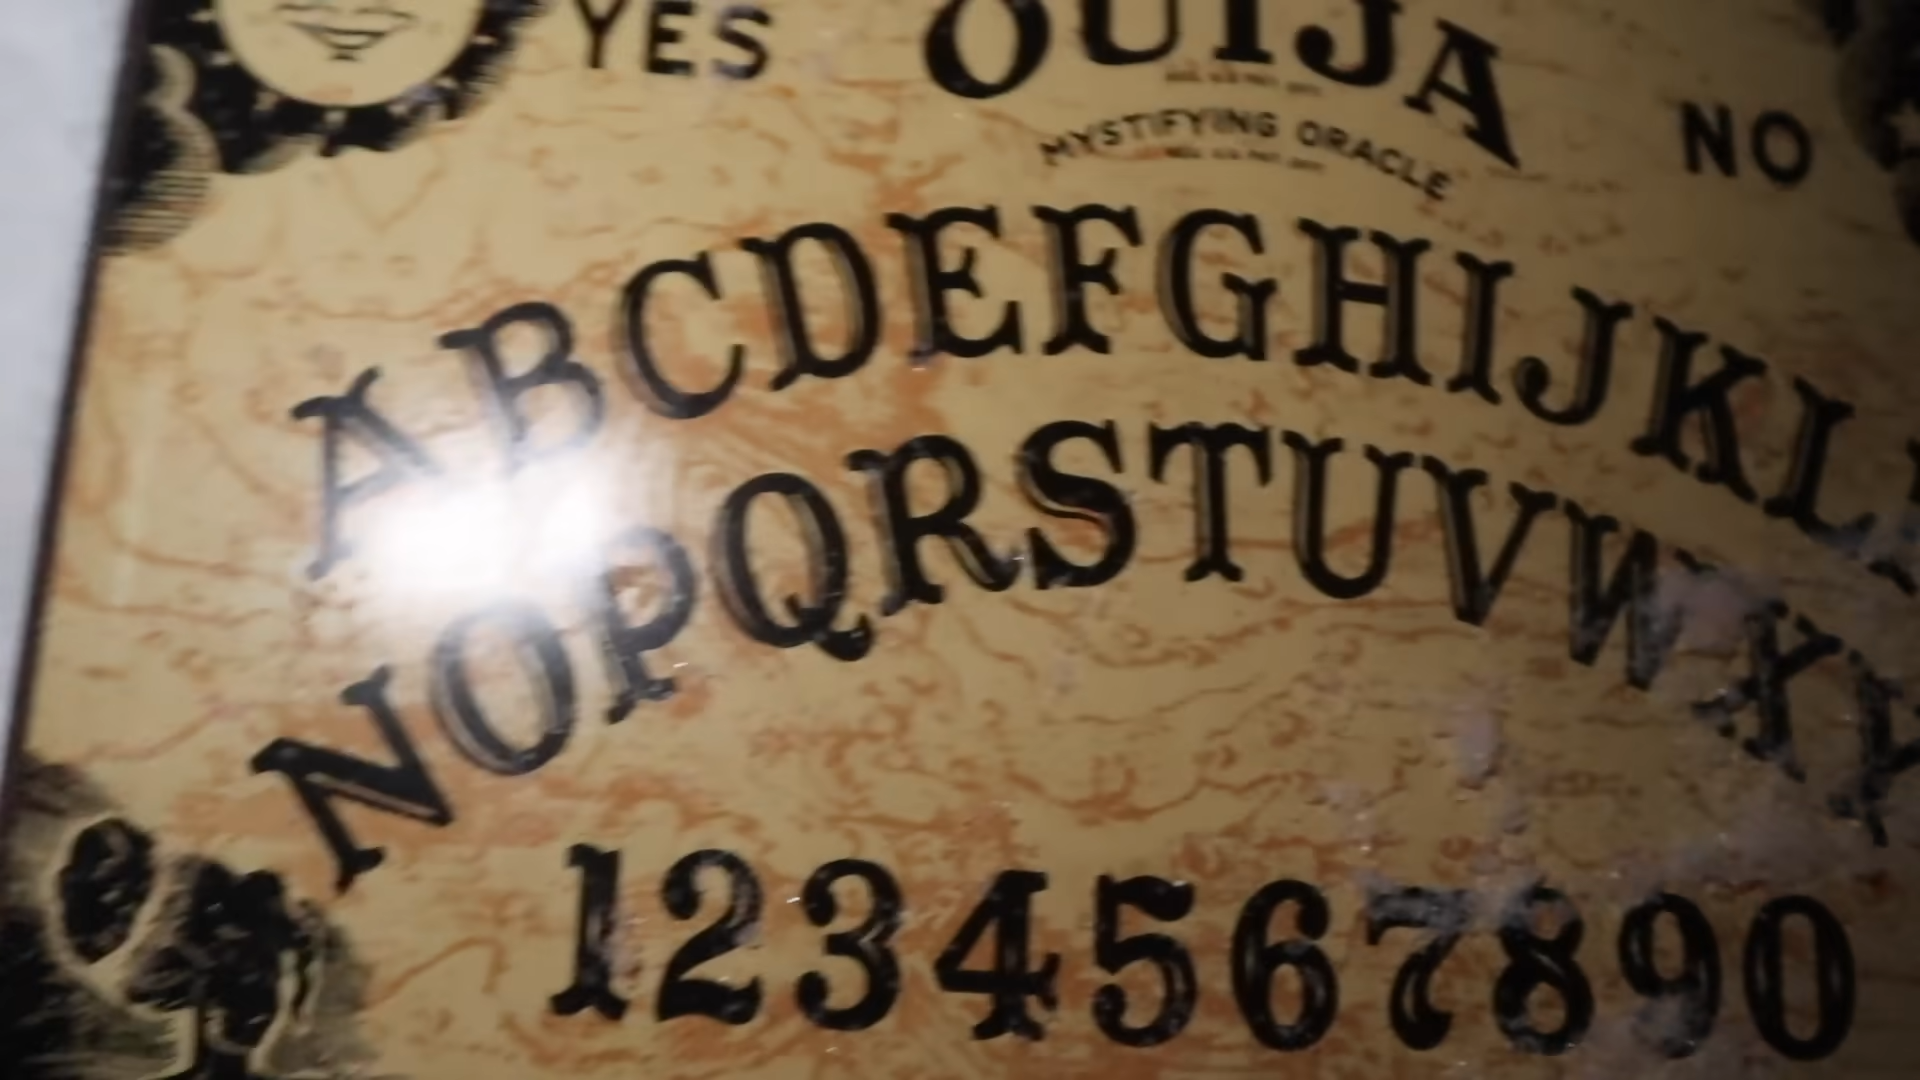 YES OUIJA NO
MYSTIFYING ORACLE
ABCDEFGHIJKL
NOPQRSTUVWXY
1234567890